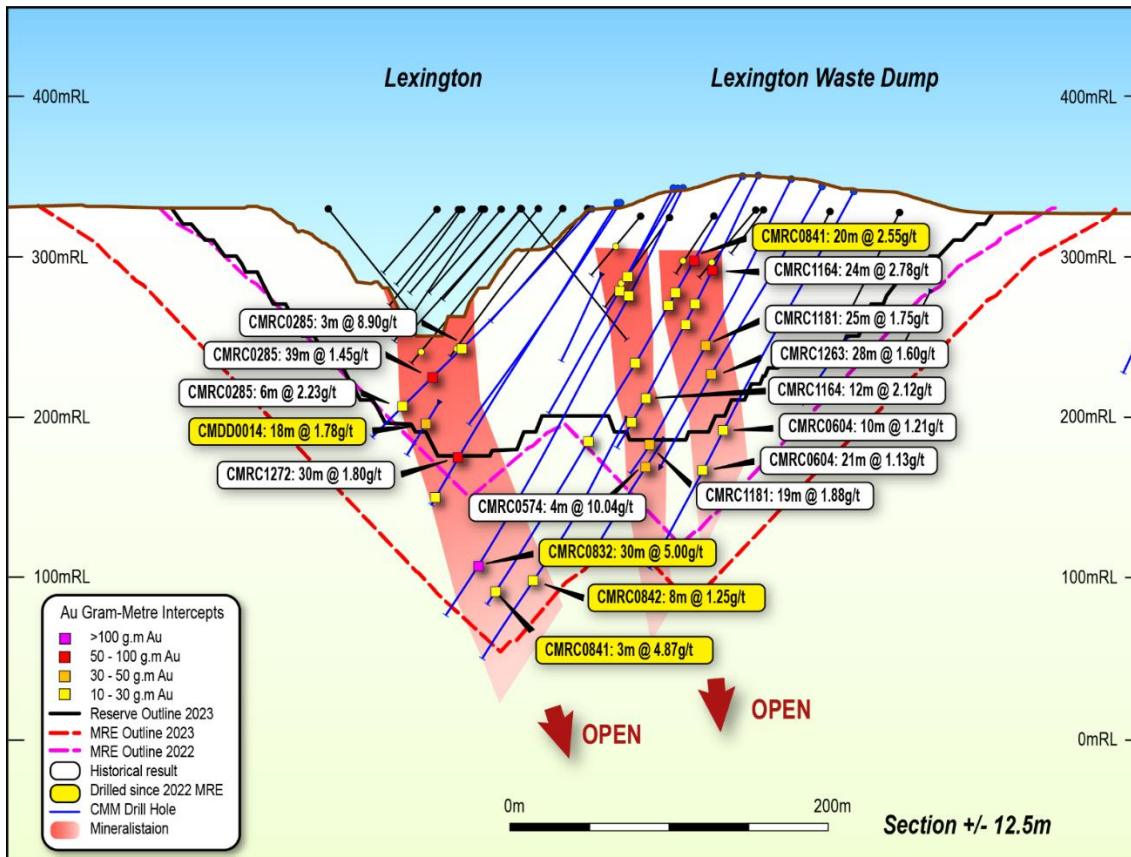 Lexington
Lexington Waste Dump
400mRL
400mRL
300mRL
300mRL
200mRL
200mRL
100mRL
100mRL
0mRL
CMRC0841: 20m @ 2.55g/t
CMRC1164: 24m @ 2.78g/t
CMRC0285: 3m @ 8.90g/t
CMRC1181: 25m @ 1.75g/t
CMRC0285: 39m @ 1.45g/t
CMRC1263: 28m @ 1.60g/t
CMRC0285: 6m @ 2.23g/t
CMRC1164: 12m @ 2.12g/t
CMDD0014: 18m @ 1.78g/t
CMRC0604: 10m @ 1.21g/t
CMRC1272: 30m @ 1.80g/t
CMRC0604: 21m @ 1.13g/t
CMRC0574: 4m @ 10.04g/t
CMRC1181: 19m @ 1.88g/t
CMRC0832: 30m @ 5.00g/t
CMRC0842: 8m @ 1.25g/t
CMRC0841: 3m @ 4.87g/t
OPEN
OPEN
Au Gram-Metre Intercepts
>100 g.m Au
50 - 100 g.m Au
30 - 50 g.m Au
10 - 30 g.m Au
Reserve Outline 2023
MRE Outline 2023
MRE Outline 2022
Historical result
Drilled since 2022 MRE
CMM Drill Hole
Mineralistaion
0m
200m
Section +/- 12.5m